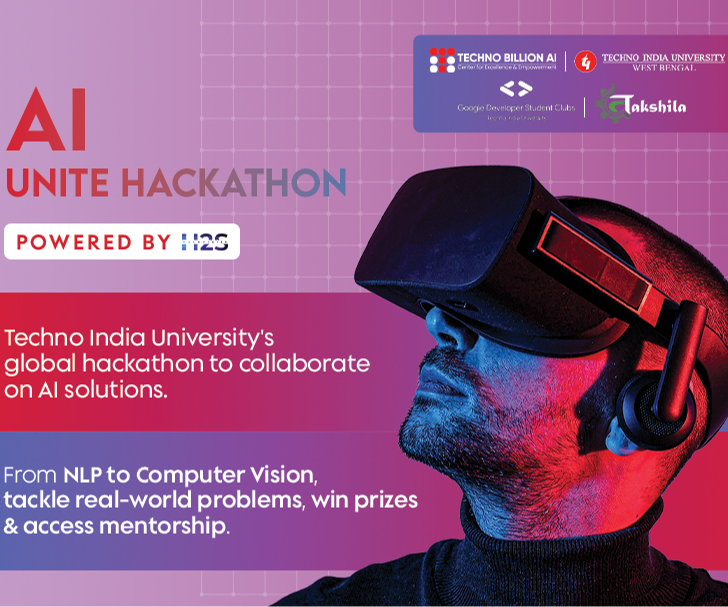 TECHNO BILLION AI
Center for Excellence & Empowerment
TECHNO INDIA UNIVERSITY
WEST BENGAL
Google Developer Student Clubs
Takshila
AI
UNITE HACKATHON
POWERED BY H2S
Techno India University's
global hackathon to collaborate
on AI solutions.
From NLP to Computer Vision,
tackle real-world problems, win prizes
& access mentorship.